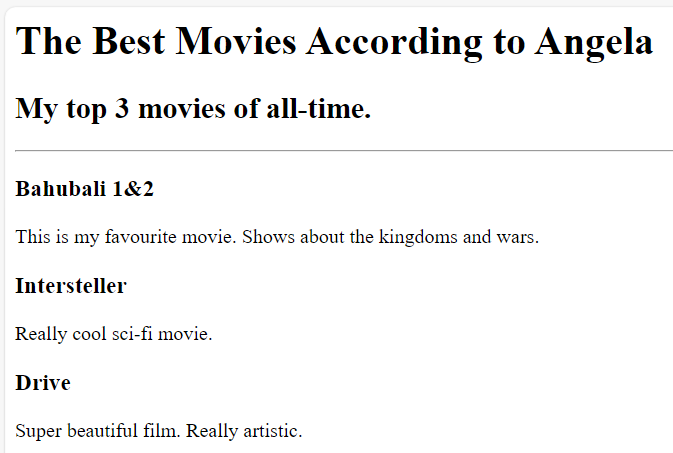 The Best Movies According to Angela
My top 3 movies of all-time.
Bahubali 1&2
This is my favourite movie. Shows about the kingdoms and wars.
Intersteller
Really cool sci-fi movie.
Drive
Super beautiful film. Really artistic.